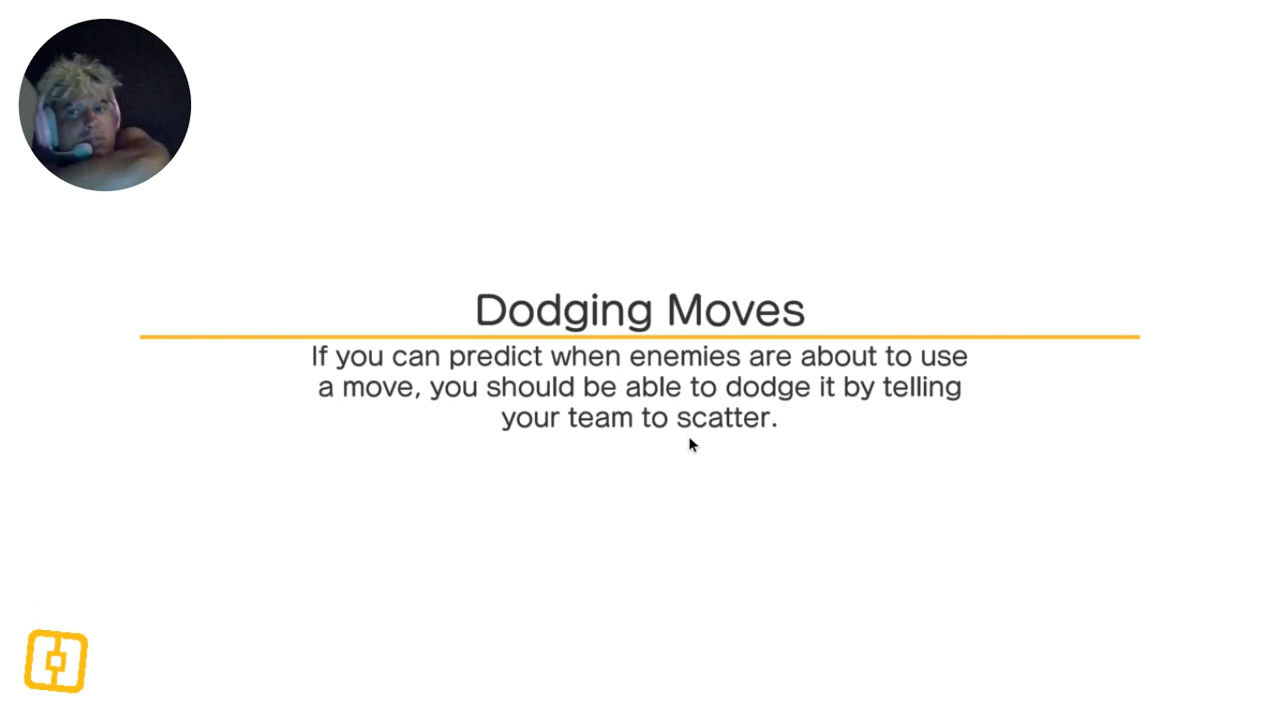 Dodging Moves
If you can predict when enemies are about to use
a move, you should be able to dodge it by telling
your team to scatter.